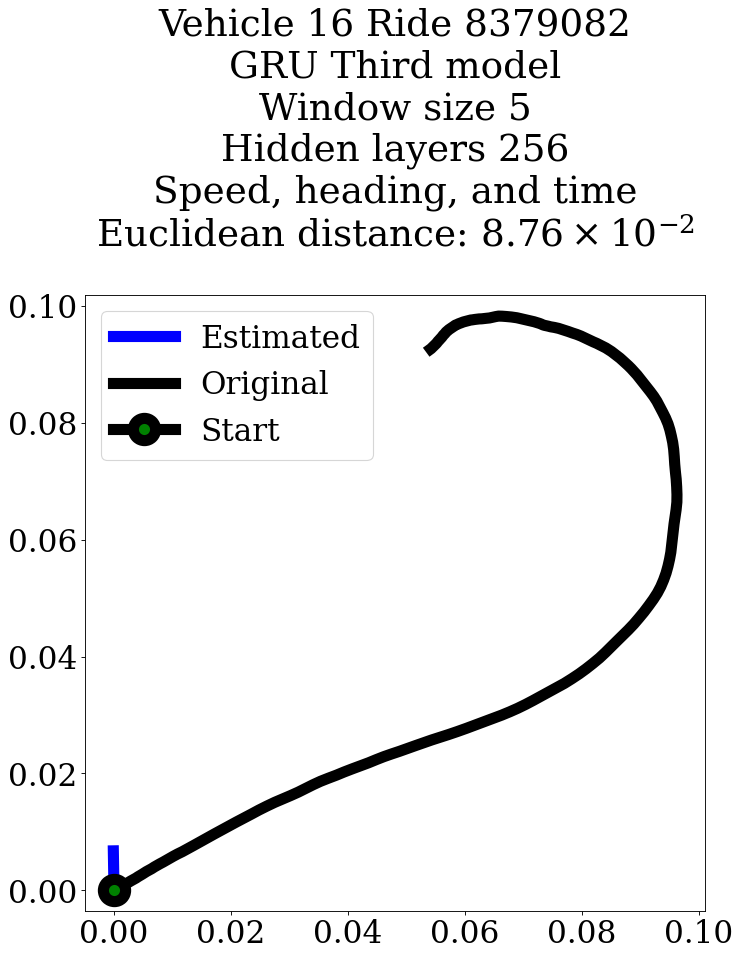 Vehicle 16 Ride 8379082
GRU Third model
Window size 5
Hidden layers 256
Speed, heading, and time
Euclidean distance: 8.76 × 10⁻²
Estimated
Original
Start
0.10
0.08
0.06
0.04
0.02
0.00
0.00 0.02 0.04 0.06 0.08 0.10